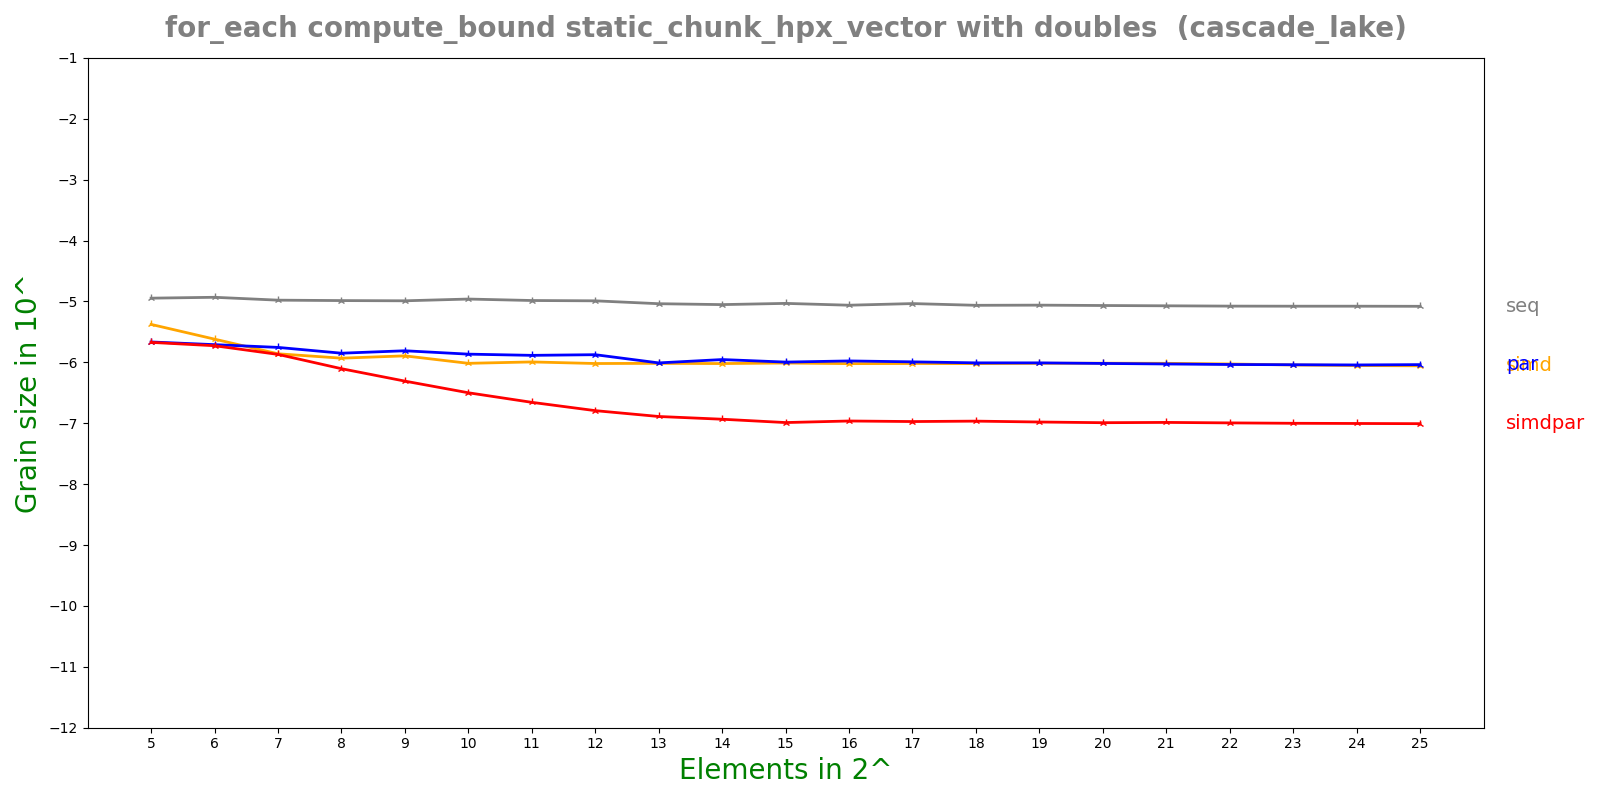 for_each compute_bound static_chunk_hpx_vector with doubles (cascade_lake)
Grain size in 10^
−1
−2
−3
−4
−5
−6
−7
−8
−9
−10
−11
−12
seq
simd
par
simdpar
5 6 7 8 9 10 11 12 13 14 15 16 17 18 19 20 21 22 23 24 25
Elements in 2^